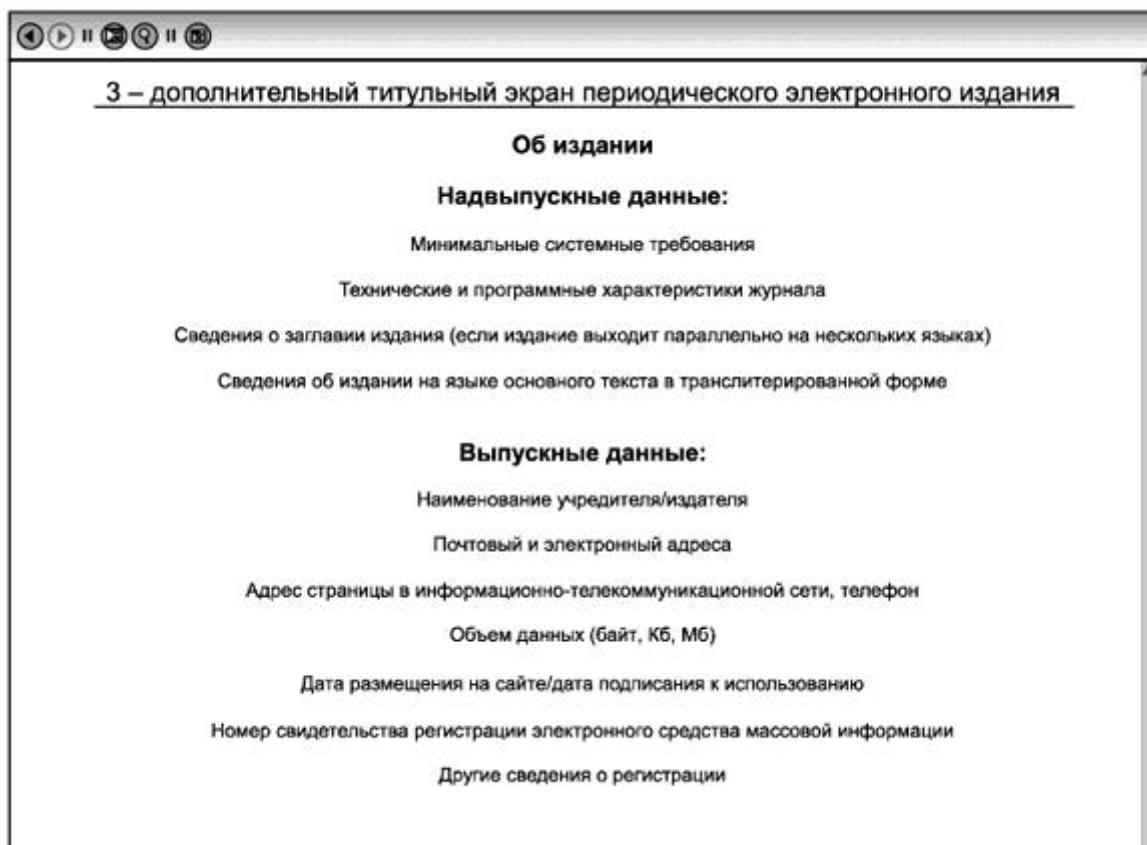 3 – дополнительный титульный экран периодического электронного издания
Об издании
Надвыпускные данные:
Минимальные системные требования
Технические и программные характеристики журнала
Сведения о заглавии издания (если издание выходит параллельно на нескольких языках)
Сведения об издании на языке основного текста в транслитерированной форме
Выпускные данные:
Наименование учредителя/издателя
Почтовый и электронный адреса
Адрес страницы в информационно-телекоммуникационной сети, телефон
Объем данных (байт, Кб, Мб)
Дата размещения на сайте/дата подписания к использованию
Номер свидетельства регистрации электронного средства массовой информации
Другие сведения о регистрации